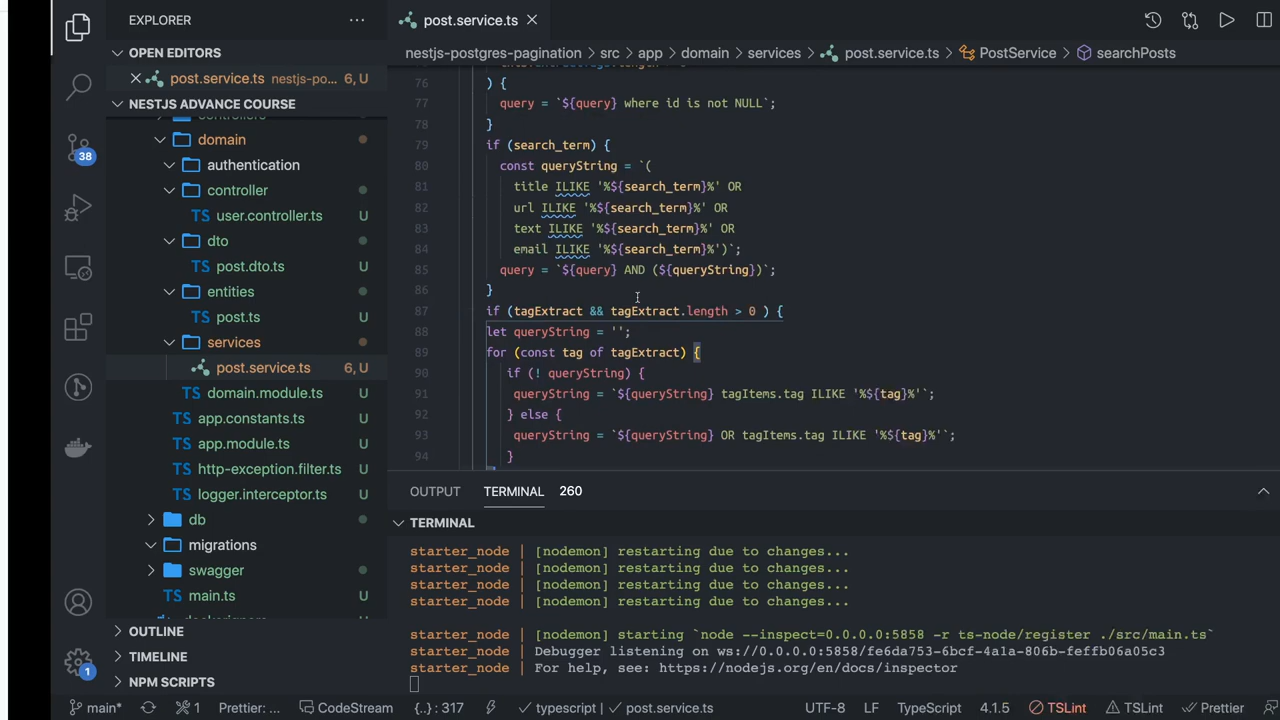 EXPLORER
post.service.ts
OPEN EDITORS
nestjs-postgres-pagination > src > app > domain > services > post.service.ts > PostService > searchPosts
post.service.ts nestjs-po... 6, U
NESTJS ADVANCE COURSE
domain
authentication
controller
TS user.controller.ts U
dto
TS post.dto.ts U
entities
TS post.ts U
services
post.service.ts 6, U
TS domain.module.ts U
TS app.constants.ts U
TS app.module.ts U
TS http-exception.filter.ts U
TS logger.interceptor.ts U
db
migrations
swagger
TS main.ts U
OUTLINE
TIMELINE
NPM SCRIPTS
38
1
76 ) {
77 query = `${query} where id is not NULL`;
78 }
79 if (search_term) {
80 const queryString = `(
81 title ILIKE '%${search_term}%' OR
82 url ILIKE '%${search_term}%' OR
83 text ILIKE '%${search_term}%' OR
84 email ILIKE '%${search_term}%')`;
85 query = `${query} AND (${queryString})`;
86 }
87 if (tagExtract && tagExtract.length > 0 ) {
88 let queryString = '';
89 for (const tag of tagExtract) {
90 if (! queryString) {
91 queryString = `${queryString} tagItems.tag ILIKE '%${tag}%'`;
92 } else {
93 queryString = `${queryString} OR tagItems.tag ILIKE '%${tag}%'`;
94 }
OUTPUT TERMINAL 260
TERMINAL
starter_node | [nodemon] restarting due to changes...
starter_node | [nodemon] restarting due to changes...
starter_node | [nodemon] restarting due to changes...
starter_node | [nodemon] restarting due to changes...
starter_node | [nodemon] starting `node --inspect=0.0.0.0:5858 -r ts-node/register ./src/main.ts`
starter_node | Debugger listening on ws://0.0.0.0:5858/fe6da753-6bcf-4a1a-806b-feffb06a05c3
starter_node | For help, see: https://nodejs.org/en/docs/inspector
main* 1 Prettier: ... CodeStream {..} : 317 typescript | post.service.ts UTF-8 LF TypeScript 4.1.5 TSLint TSLint Prettier